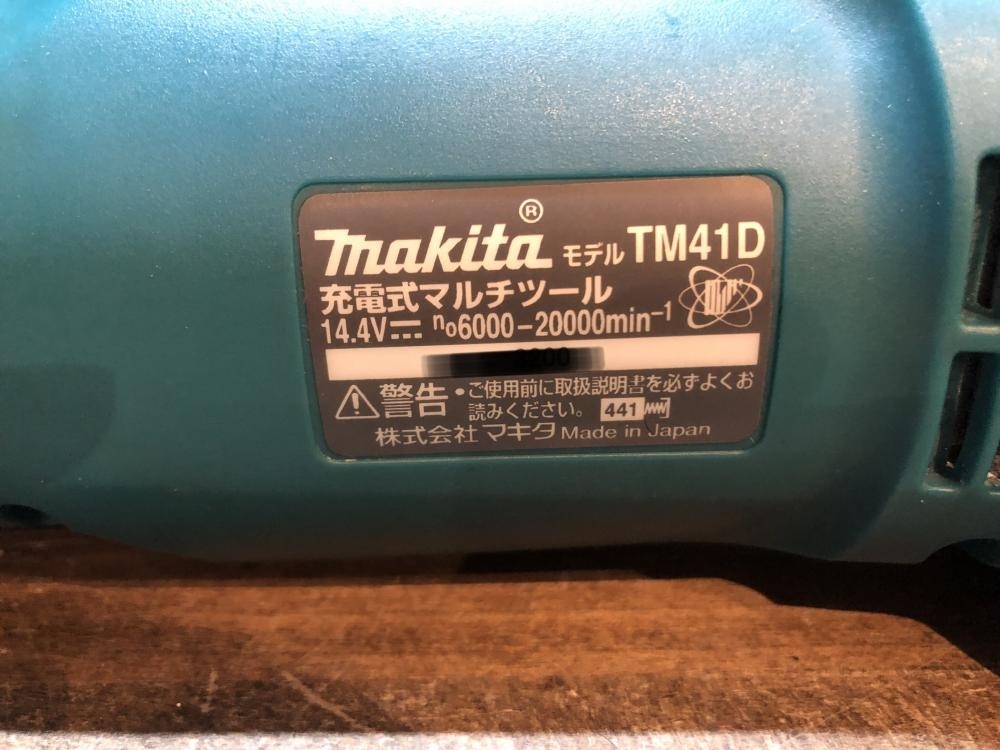 makita® モデル TM41D
充電式マルチツール
14.4V⎓ n₀6000－20000min⁻¹
警告 ・ご使用前に取扱説明書を必ずよくお
読みください。 441
株式会社 マキタ Made in Japan